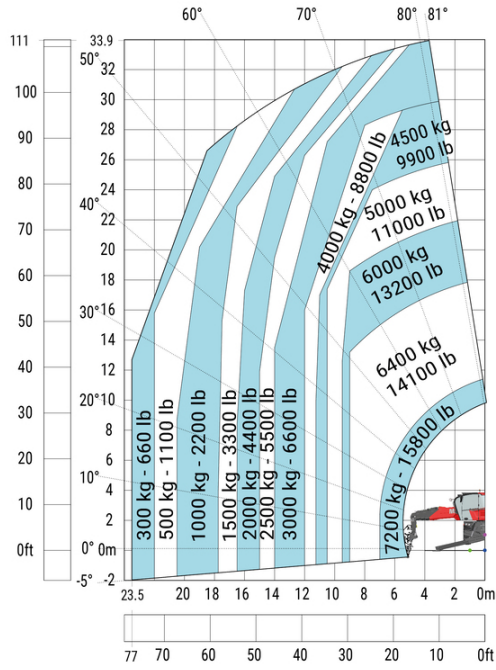 60° 70° 80° 81°
111 33.9
50° 32
100 30
90 28
4500 kg
9900 lb
26
4000 kg - 8800 lb
80 24
5000 kg
11000 lb
40°
22
70 20
6000 kg
13200 lb
60 18
30° 16
50
14
6400 kg
14100 lb
40 12
20° 10
30
8
300 kg - 660 lb
500 kg - 1100 lb
1000 kg - 2200 lb
1500 kg - 3300 lb
2000 kg - 4400 lb
2500 kg - 5500 lb
3000 kg - 6600 lb
7200 kg - 15800 lb
20 6
10° 4
10 2
0ft 0° 0m
-5° -2
23.5 20 18 16 14 12 10 8 6 4 2 0m
77 70 60 50 40 30 20 10 0ft